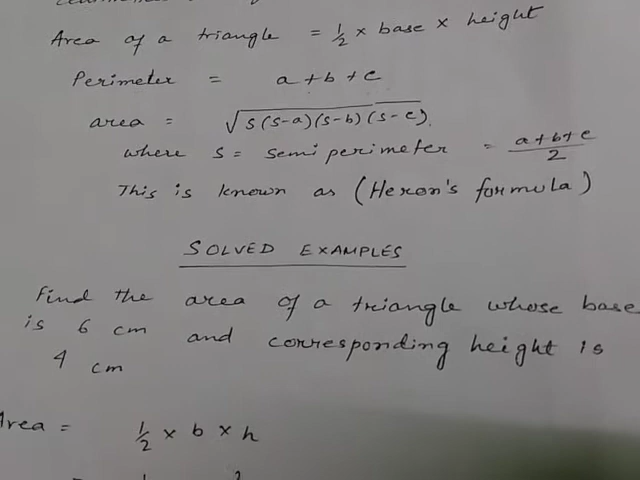 Area of a triangle = 1/2 × base × height
Perimeter = a+b+c
area = √s(s-a)(s-b)(s-c).
where s = semi perimeter = a+b+c/2
This is known as (Heron's formula)
SOLVED EXAMPLES
Find the area of a triangle whose base
is 6 cm and corresponding height is
4 cm
Area = 1/2 × b × h
=